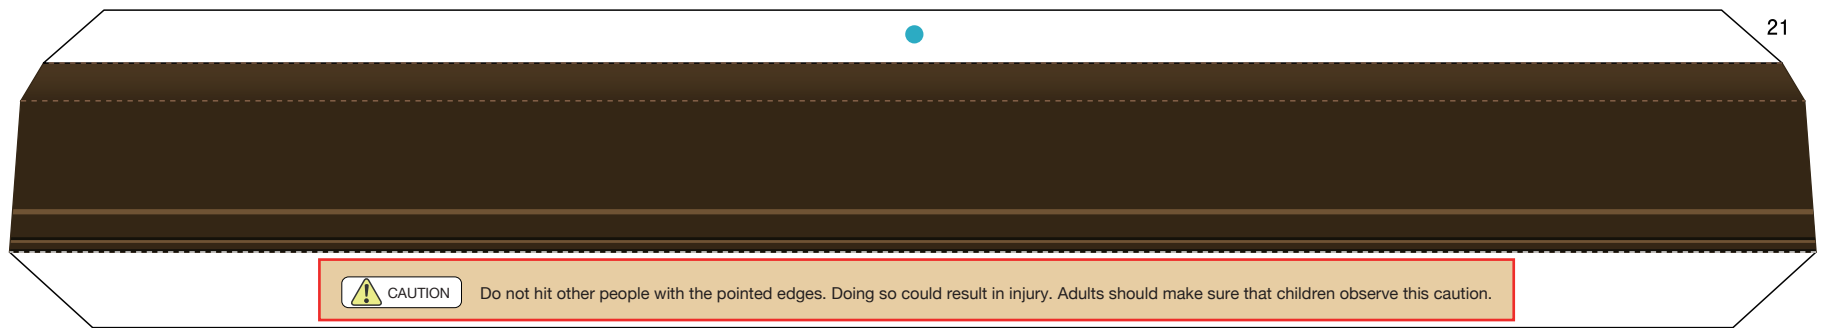 21
CAUTION Do not hit other people with the pointed edges. Doing so could result in injury. Adults should make sure that children observe this caution.